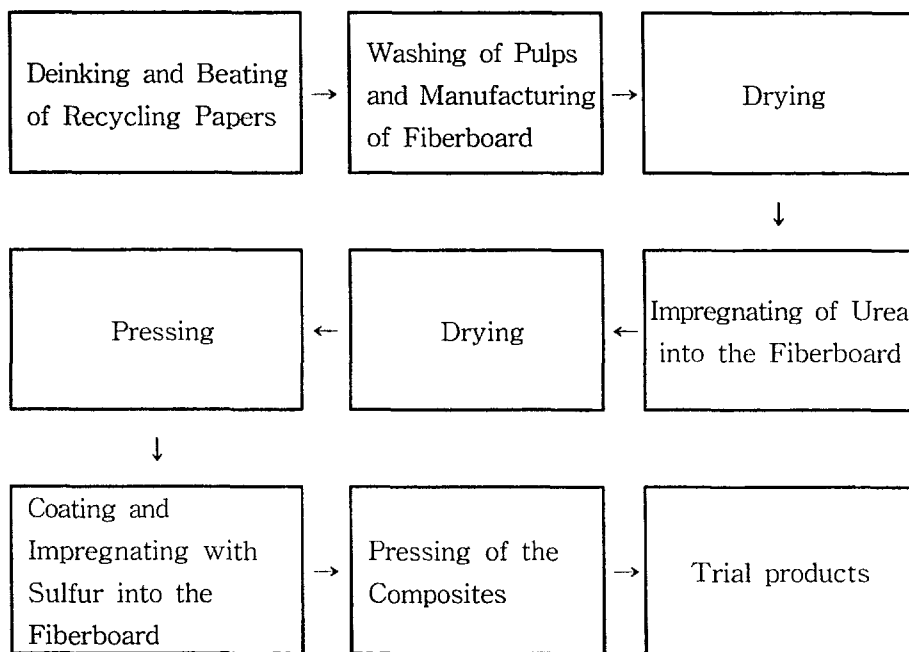 Deinking and Beating
of Recycling Papers
→
Washing of Pulps
and Manufacturing
of Fiberboard
→
Drying
↓
Impregnating of Urea
into the Fiberboard
←
Drying
←
Pressing
↓
Coating and
Impregnating with
Sulfur into the
Fiberboard
→
Pressing of the
Composites
→
Trial products